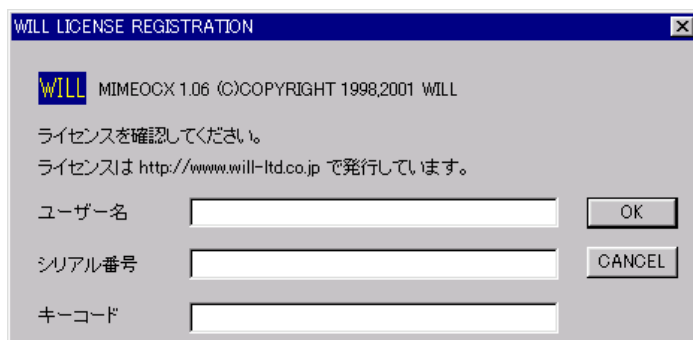 WILL LICENSE REGISTRATION
WILL MIMEOCX 1.06 (C)COPYRIGHT 1998,2001 WILL
ライセンスを確認してください。
ライセンスは http://www.will-ltd.co.jp で発行しています。
ユーザー名 OK
シリアル番号 CANCEL
キーコード